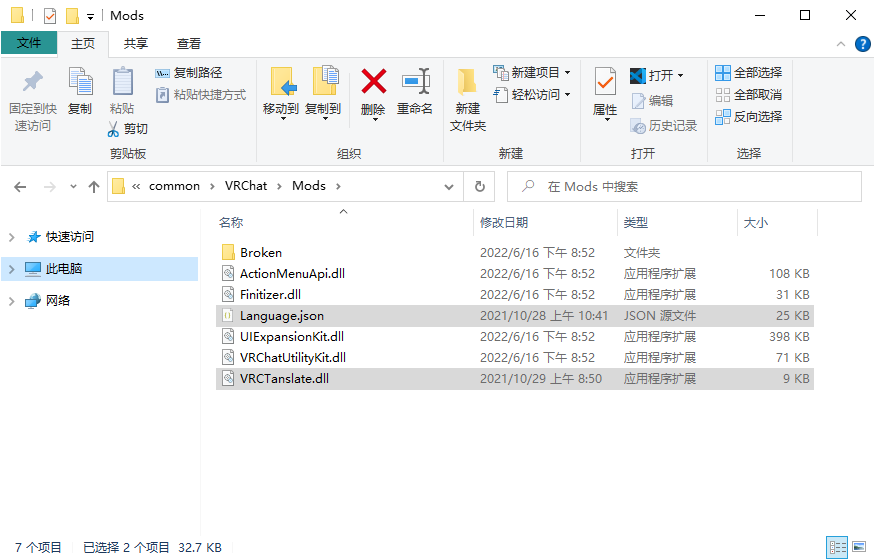 Mods
文件 主页 共享 查看
固定到快速访问 复制 粘贴 复制路径 粘贴快捷方式 剪切
移动到 复制到 删除 重命名
新建文件夹 新建项目 轻松访问
属性 打开 编辑 历史记录
全部选择 全部取消 反向选择
剪贴板 组织 新建 打开 选择
« common › VRChat › Mods ›
在 Mods 中搜索
快速访问
此电脑
网络
名称 修改日期 类型 大小
Broken 2022/6/16 下午 8:52 文件夹
ActionMenuApi.dll 2022/6/16 下午 8:52 应用程序扩展 108 KB
Finitizer.dll 2022/6/16 下午 8:52 应用程序扩展 31 KB
Language.json 2021/10/28 上午 10:41 JSON 源文件 25 KB
UIExpansionKit.dll 2022/6/16 下午 8:52 应用程序扩展 398 KB
VRChatUtilityKit.dll 2022/6/16 下午 8:52 应用程序扩展 71 KB
VRCTanslate.dll 2021/10/29 上午 8:50 应用程序扩展 9 KB
7 个项目 已选择 2 个项目 32.7 KB